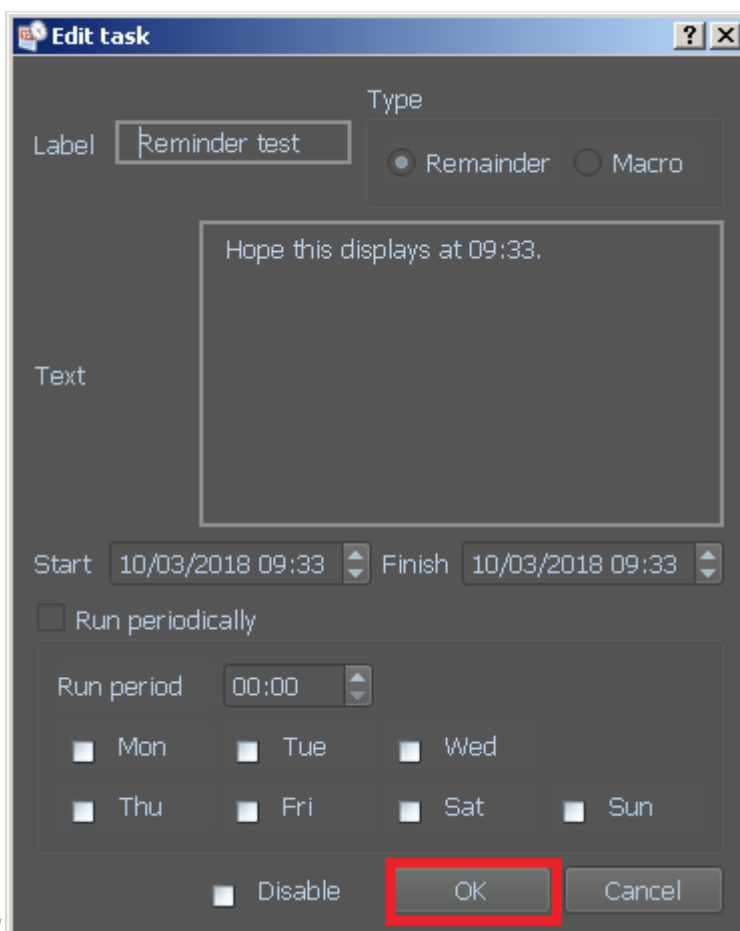 Edit task
Type
Label Reminder test
Remainder Macro
Hope this displays at 09:33.
Text
Start 10/03/2018 09:33 Finish 10/03/2018 09:33
Run periodically
Run period 00:00
Mon Tue Wed
Thu Fri Sat Sun
Disable OK Cancel